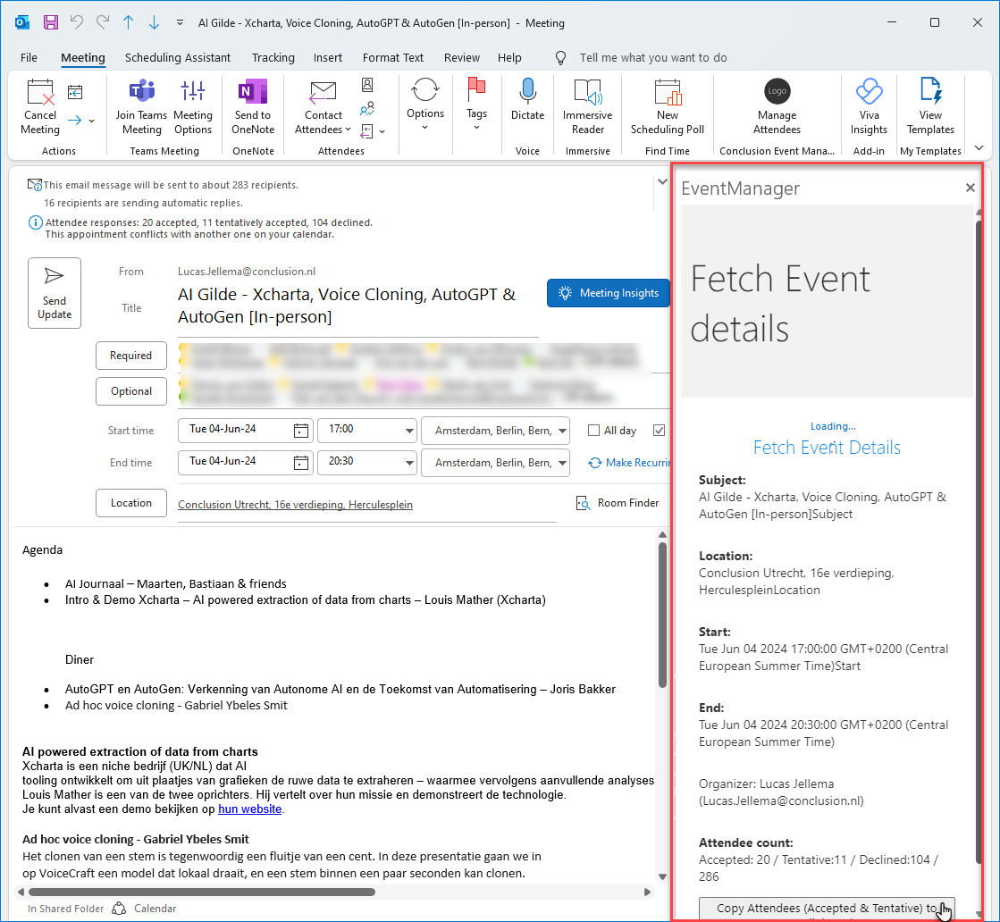 AI Gilde - Xcharta, Voice Cloning, AutoGPT & AutoGen [In-person] - Meeting
File Meeting Scheduling Assistant Tracking Insert Format Text Review Help Tell me what you want to do
Cancel Meeting
Join Teams Meeting
Meeting Options
Send to OneNote
Contact Attendees
Options
Tags
Dictate
Immersive Reader
New Scheduling Poll
Logo
Manage Attendees
Viva Insights
View Templates
Actions Teams Meeting OneNote Attendees Voice Immersive Find Time Conclusion Event Mana... Add-in My Templates
This email message will be sent to about 283 recipients.
16 recipients are sending automatic replies.
Attendee responses: 20 accepted, 11 tentatively accepted, 104 declined.
This appointment conflicts with another one on your calendar.
Send
Update
From Lucas.Jellema@conclusion.nl
Title
AI Gilde - Xcharta, Voice Cloning, AutoGPT &
AutoGen [In-person]
Meeting Insights
Required
Optional
Start time Tue 04-Jun-24 17:00 Amsterdam, Berlin, Bern, All day
End time Tue 04-Jun-24 20:30 Amsterdam, Berlin, Bern, Make Recurrin
Location Conclusion Utrecht, 16e verdieping, Herculesplein Room Finder
Agenda
• AI Journaal – Maarten, Bastiaan & friends
• Intro & Demo Xcharta – AI powered extraction of data from charts – Louis Mather (Xcharta)
Diner
• AutoGPT en AutoGen: Verkenning van Autonome AI en de Toekomst van Automatisering – Joris Bakker
• Ad hoc voice cloning - Gabriel Ybeles Smit
AI powered extraction of data from charts
Xcharta is een niche bedrijf (UK/NL) dat AI
tooling ontwikkelt om uit plaatjes van grafieken de ruwe data te extraheren – waarmee vervolgens aanvullende analyses
Louis Mather is een van de twee oprichters. Hij vertelt over hun missie en demonstreert de technologie.
Je kunt alvast een demo bekijken op hun website.
Ad hoc voice cloning - Gabriel Ybeles Smit
Het clonen van een stem is tegenwoordig een fluitje van een cent. In deze presentatie gaan we in
op VoiceCraft een model dat lokaal draait, en een stem binnen een paar seconden kan clonen.
In Shared Folder Calendar
EventManager
Fetch Event
details
Loading...
Fetch Event Details
Subject:
AI Gilde - Xcharta, Voice Cloning, AutoGPT &
AutoGen [In-person]Subject
Location:
Conclusion Utrecht, 16e verdieping,
HerculespleinLocation
Start:
Tue Jun 04 2024 17:00:00 GMT+0200 (Central
European Summer Time)Start
End:
Tue Jun 04 2024 20:30:00 GMT+0200 (Central
European Summer Time)
Organizer: Lucas Jellema
(Lucas.Jellema@conclusion.nl)
Attendee count:
Accepted: 20 / Tentative:11 / Declined:104 /
286
Copy Attendees (Accepted & Tentative) to